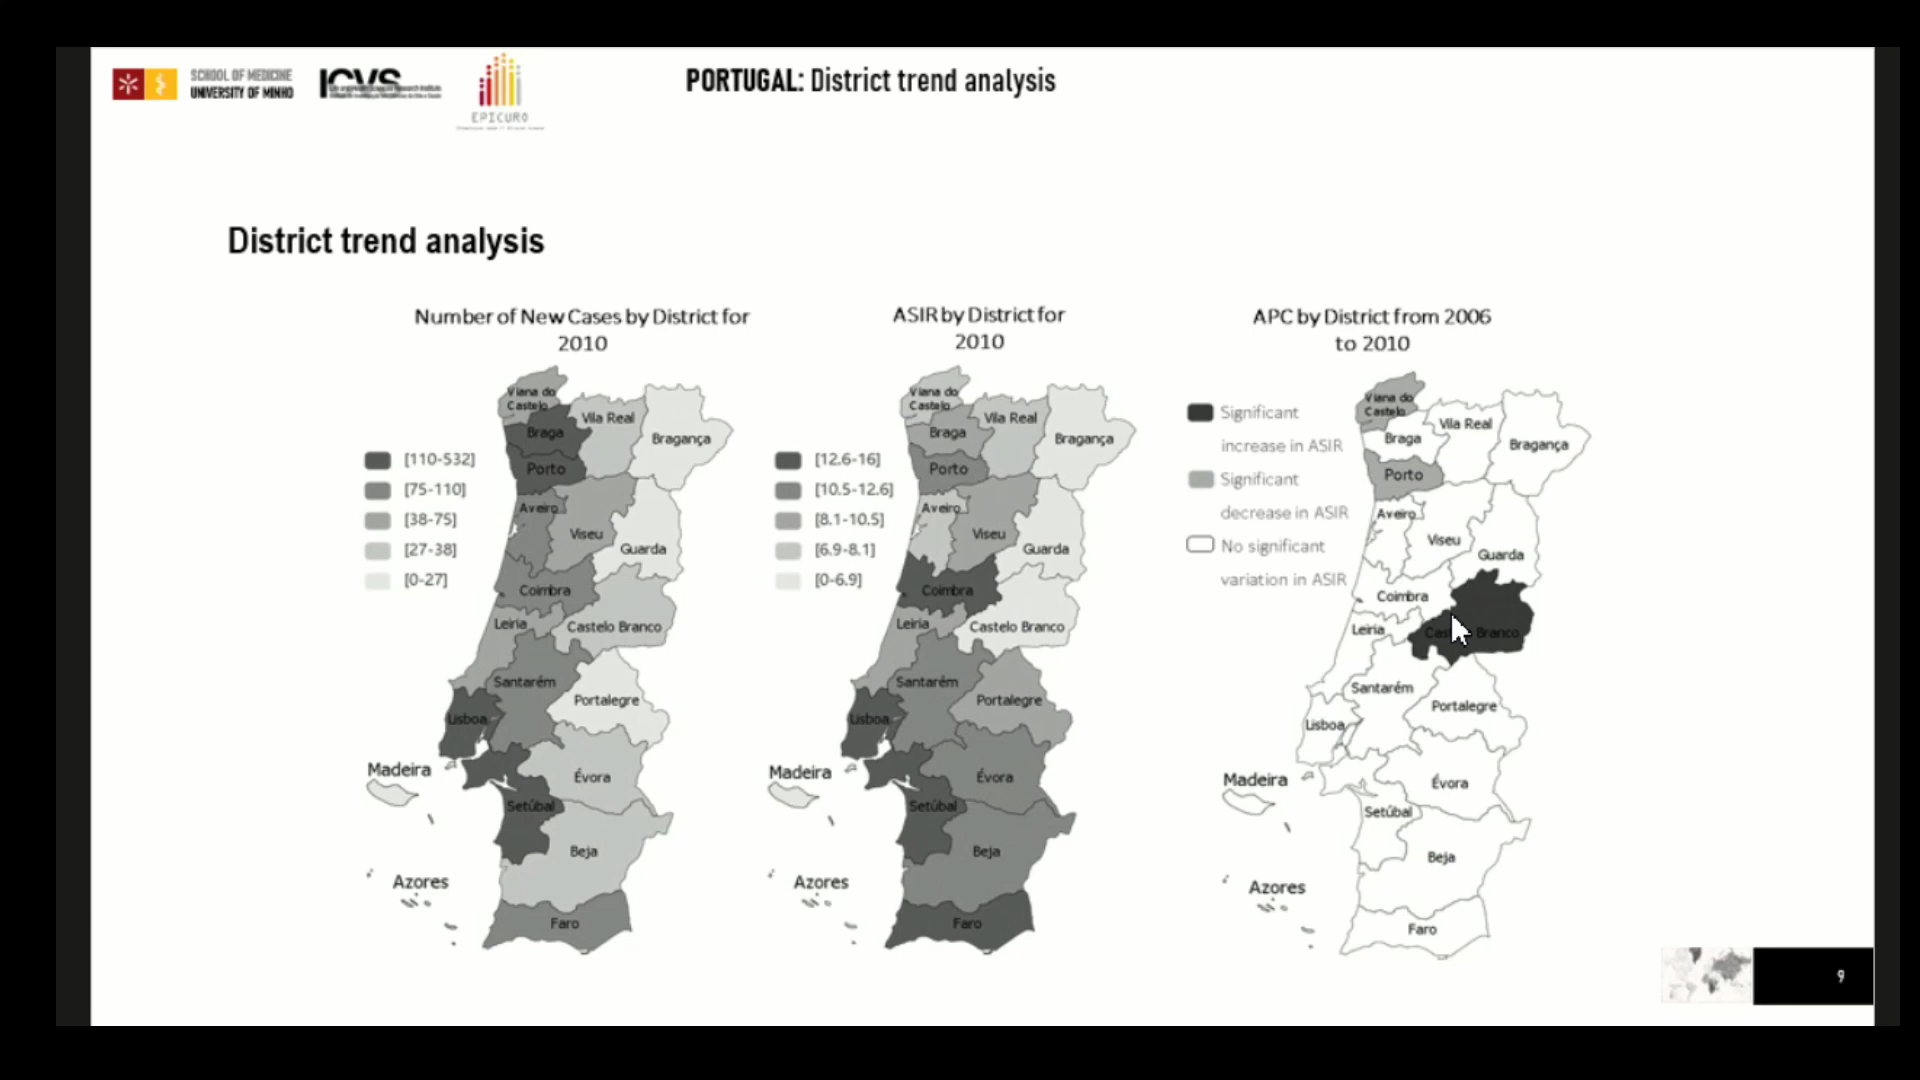 SCHOOL OF MEDICINE
UNIVERSITY OF MINHO
ICVS
EPICURO
PORTUGAL: District trend analysis
District trend analysis
Number of New Cases by District for
2010
[110-532]
[75-110]
[38-75]
[27-38]
[0-27]
Viana do
Castelo
Braga
Vila Real
Bragança
Porto
Aveiro
Viseu
Guarda
Coimbra
Leiria
Castelo Branco
Santarém
Portalegre
Lisboa
Madeira
Évora
Setúbal
Beja
Azores
Faro
ASIR by District for
2010
[12.6-16]
[10.5-12.6]
[8.1-10.5]
[6.9-8.1]
[0-6.9]
Viana do
Castelo
Braga
Vila Real
Bragança
Porto
Aveiro
Viseu
Guarda
Coimbra
Leiria
Castelo Branco
Santarém
Portalegre
Lisboa
Madeira
Évora
Setúbal
Beja
Azores
Faro
APC by District from 2006
to 2010
Significant
increase in ASIR
Significant
decrease in ASIR
No significant
variation in ASIR
Viana do
Castelo
Braga
Vila Real
Bragança
Porto
Aveiro
Viseu
Guarda
Coimbra
Leiria
Branco
Santarém
Portalegre
Lisboa
Madeira
Évora
Setúbal
Beja
Azores
Faro
9